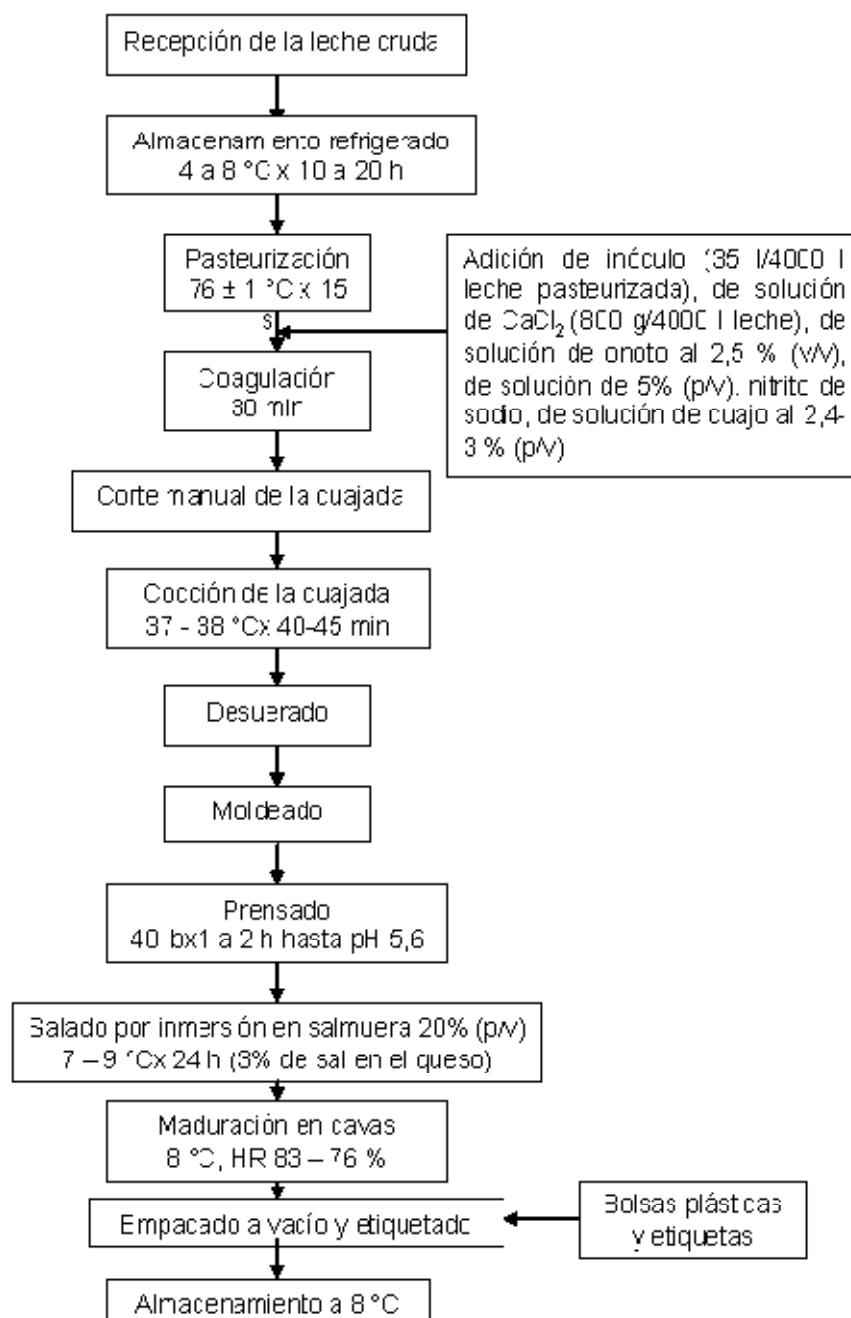 Recepción de la leche cruda
Almacenamiento refrigerado
4 a 8 °C x 10 a 20 h
Pasteurización
76 ± 1 °C x 15
s
Adición de inóculo (35 l/4000 l
leche pasteurizada), de solución
de CaCl₂ (800 g/4000 l leche), de
solución de onoto al 2,5 % (v/v),
de solución de 5% (p/v). nitrito de
sodio, de solución de cuajo al 2,4-
3 % (p/v)
Coagulación
30 min
Corte manual de la cuajada
Cocción de la cuajada
37 - 38 °Cx 40-45 min
Desuerado
Moldeado
Prensado
40 lbx1 a 2 h hasta pH 5,6
Salado por inmersión en salmuera 20% (p/v)
7 – 9 °Cx 24 h (3% de sal en el queso)
Maduración en cavas
8 °C, HR 83 – 76 %
Empacado a vacío y etiquetado
Bolsas plásticas
y etiquetas
Almacenamiento a 8 °C